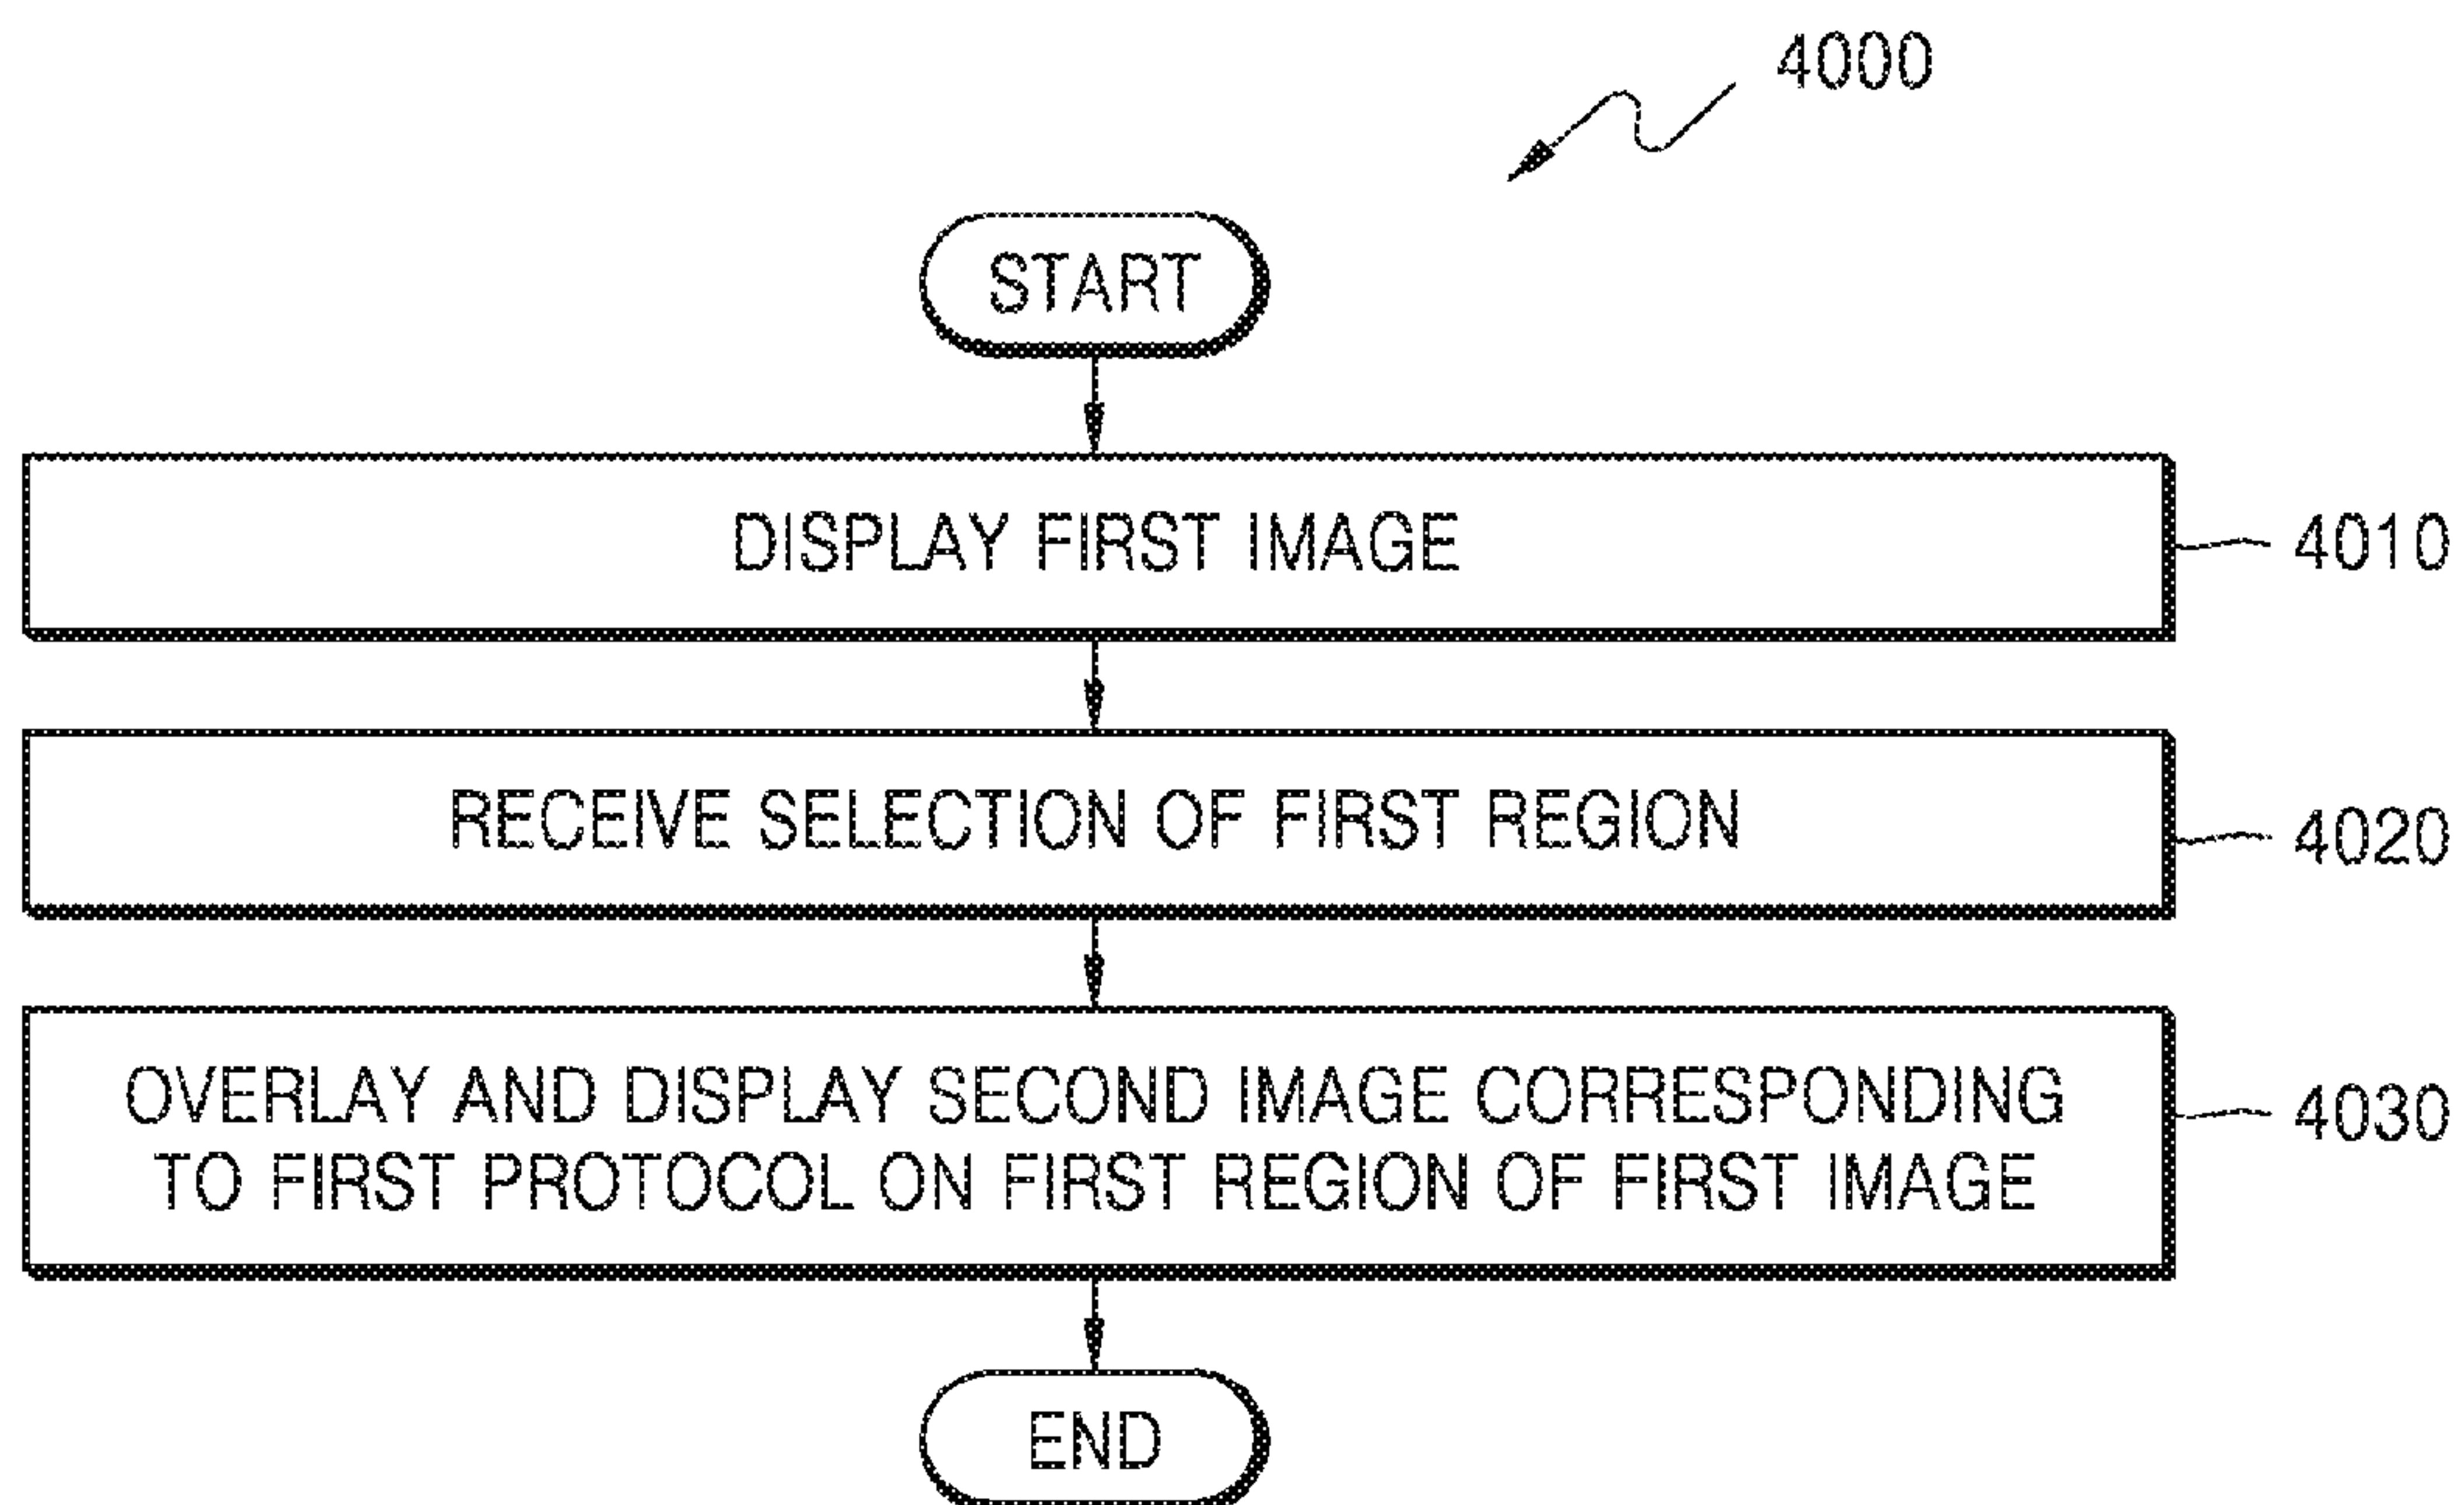 4000
START
DISPLAY FIRST IMAGE
4010
RECEIVE SELECTION OF FIRST REGION
4020
OVERLAY AND DISPLAY SECOND IMAGE CORRESPONDING
TO FIRST PROTOCOL ON FIRST REGION OF FIRST IMAGE
4030
END